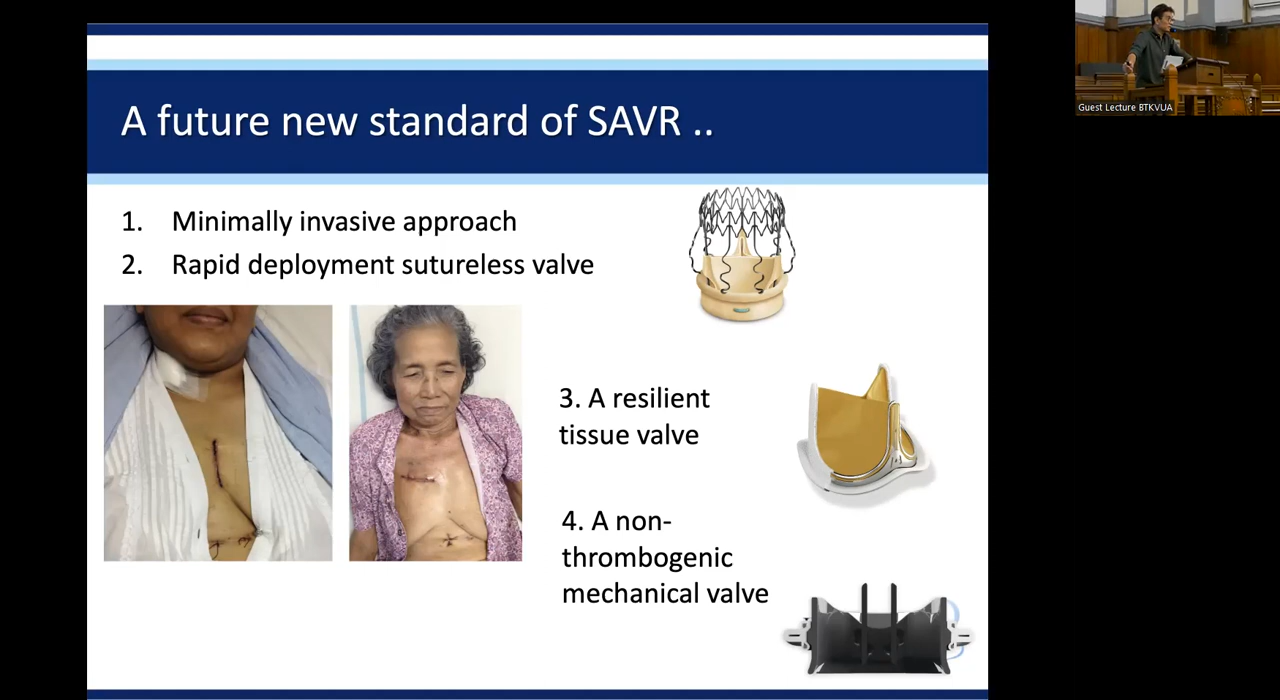 A future new standard of SAVR ..
1. Minimally invasive approach
2. Rapid deployment sutureless valve
3. A resilient
tissue valve
4. A non-
thrombogenic
mechanical valve
Guest Lecture BTKVUA